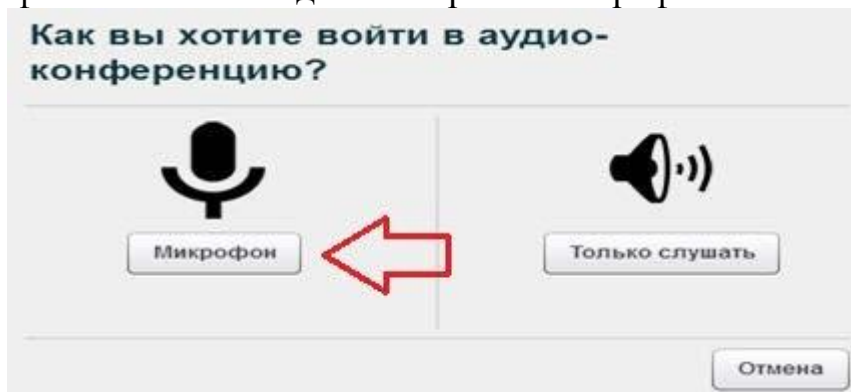 Как вы хотите войти в аудио-
конференцию?
Микрофон
Только слушать
Отмена